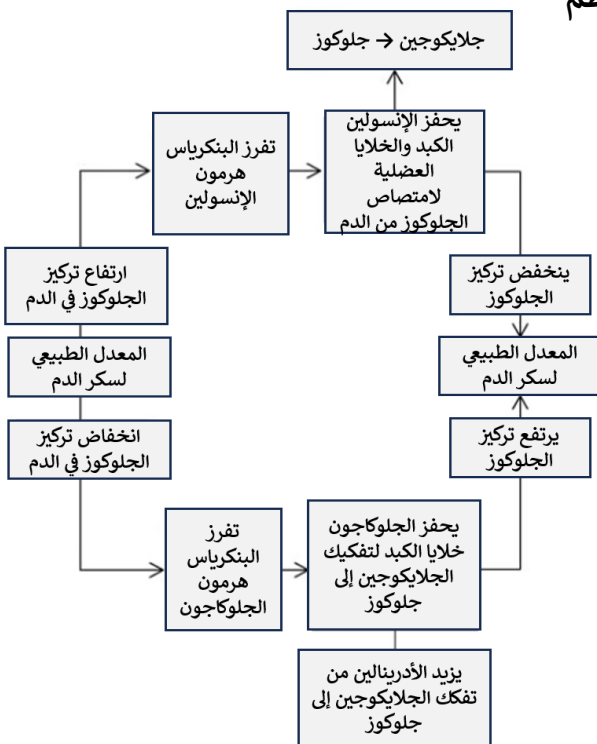 جلايكوجين → جلوكوز
يحفز الإنسولين
الكبد والخلايا
العضلية
لامتصاص
الجلوكوز من الدم
تفرز البنكرياس
هرمون
الإنسولين
ارتفاع تركيز
الجلوكوز في الدم
ينخفض تركيز
الجلوكوز
المعدل الطبيعي
لسكر الدم
المعدل الطبيعي
لسكر الدم
انخفاض تركيز
الجلوكوز في الدم
يرتفع تركيز
الجلوكوز
تفرز
البنكرياس
هرمون
الجلوكاجون
يحفز الجلوكاجون
خلايا الكبد لتفكيك
الجلايكوجين إلى
جلوكوز
يزيد الأدرينالين من
تفكك الجلايكوجين إلى
جلوكوز